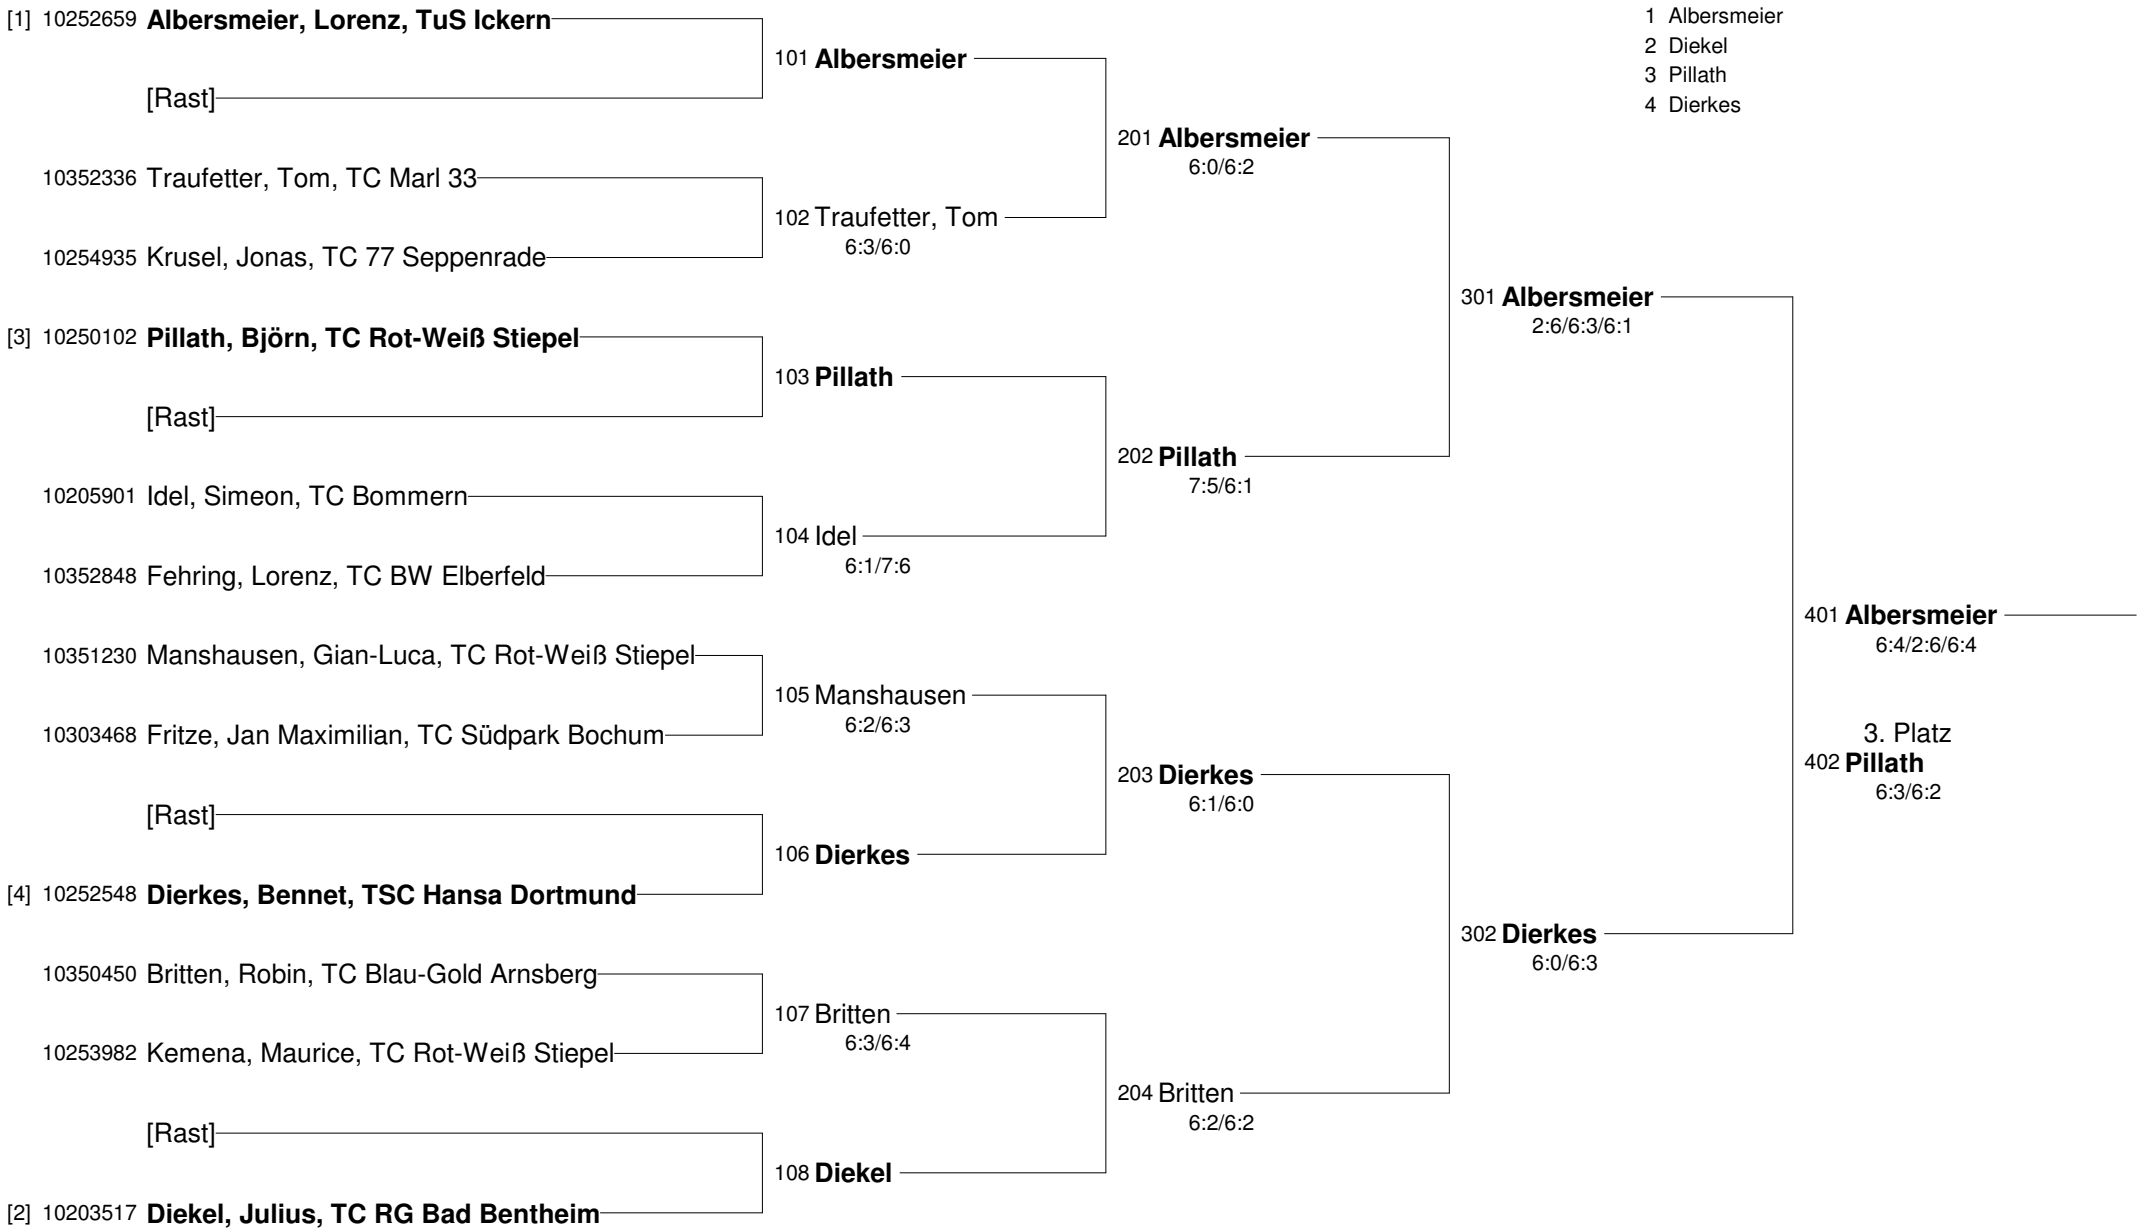 [1] 10252659 Albersmeier, Lorenz, TuS Ickern
[Rast]
10352336 Traufetter, Tom, TC Marl 33
10254935 Krusel, Jonas, TC 77 Seppenrade
[3] 10250102 Pillath, Björn, TC Rot-Weiß Stiepel
[Rast]
10205901 Idel, Simeon, TC Bommern
10352848 Fehring, Lorenz, TC BW Elberfeld
10351230 Manshausen, Gian-Luca, TC Rot-Weiß Stiepel
10303468 Fritze, Jan Maximilian, TC Südpark Bochum
[Rast]
[4] 10252548 Dierkes, Bennet, TSC Hansa Dortmund
10350450 Britten, Robin, TC Blau-Gold Arnsberg
10253982 Kemena, Maurice, TC Rot-Weiß Stiepel
[Rast]
[2] 10203517 Diekel, Julius, TC RG Bad Bentheim
101 Albersmeier
102 Traufetter, Tom
6:3/6:0
103 Pillath
104 Idel
6:1/7:6
105 Manshausen
6:2/6:3
106 Dierkes
107 Britten
6:3/6:4
108 Diekel
201 Albersmeier
6:0/6:2
202 Pillath
7:5/6:1
203 Dierkes
6:1/6:0
204 Britten
6:2/6:2
301 Albersmeier
2:6/6:3/6:1
302 Dierkes
6:0/6:3
401 Albersmeier
6:4/2:6/6:4
3. Platz
402 Pillath
6:3/6:2
1 Albersmeier
2 Diekel
3 Pillath
4 Dierkes